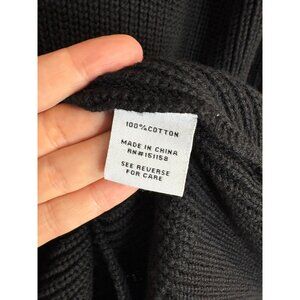 100% COTTON
MADE IN CHINA
RN#151158
SEE REVERSE
FOR CARE